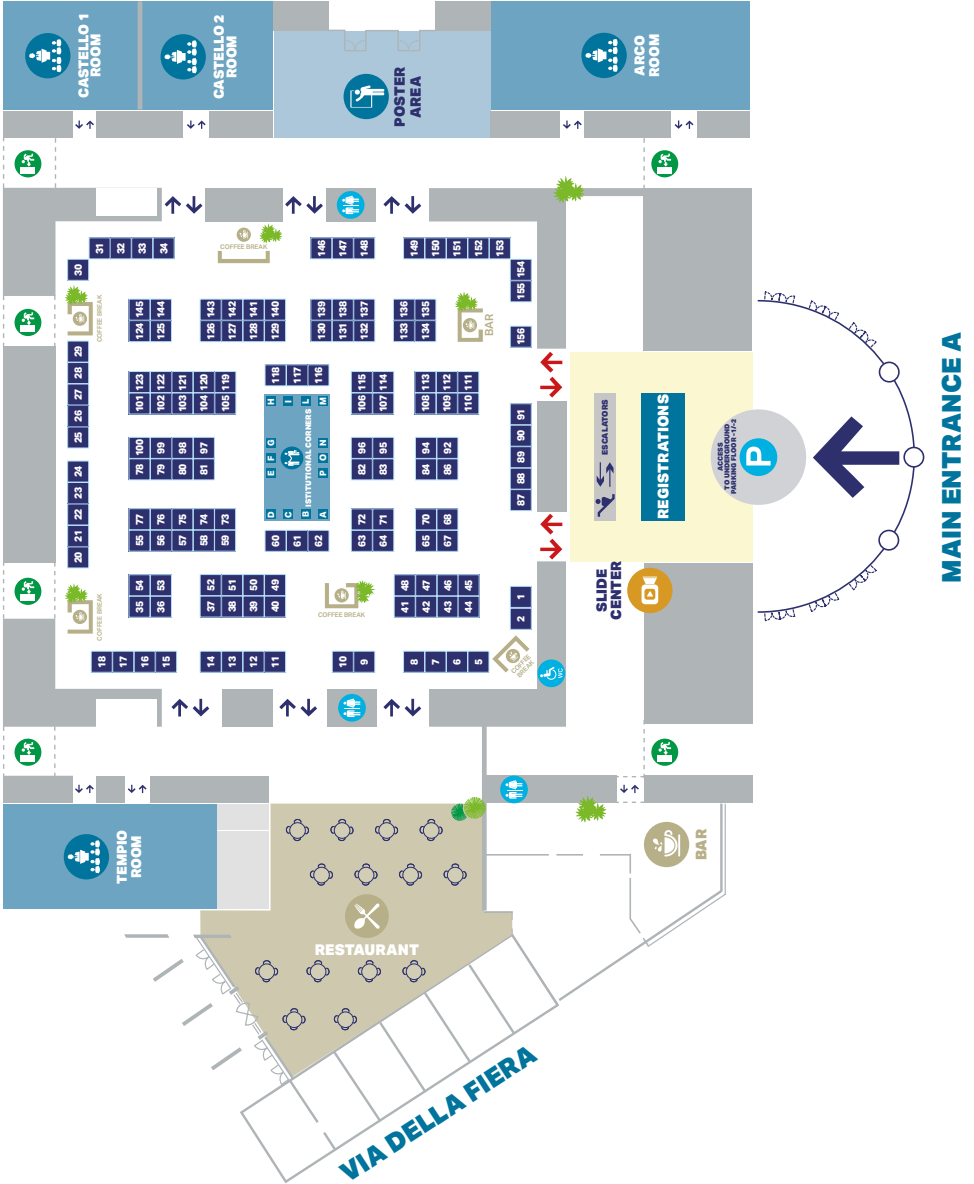 CASTELLO 1
ROOM
CASTELLO 2
ROOM
POSTER
AREA
ARCO
ROOM
31 32 33 34
COFFEE BREAK
146 147 148
149 150 151 152 153
30
154
155
COFFEE BREAK
145 144
124 125
143 142 141 140
126 127 128 129
139 138 137
130 131 132
136 135
133 134
BAR
156
29
28
27
26
25
123 122 121 120 119
101 102 103 104 105
118 117 116
115 114
106 107
113 112 111
108 109 110
H I L M
E F G
ISTITUTIONAL CORNERS
P O N
D C B A
100 99 98 97
78 79 80 81
96 95
82 83
94 92
84 86
91
90
89
88
87
24
23
22
21
20
77 76 75 74 73
55 56 57 58 59
60 61 62
72 71
63 64
70 68
65 67
ESCALATORS
REGISTRATIONS
ACCESS
TO UNDERGROUND
PARKING FLOOR -1/-2
P
MAIN ENTRANCE A
COFFEE BREAK
54 53
35 36
52 51 50 49
37 38 39 40
COFFEE BREAK
48 47 46 45
41 42 43 44
1
2
SLIDE
CENTER
18 17 16 15
14 13 12 11
10 9
8 7 6 5
COFFEE
BREAK
WC
TEMPIO
ROOM
BAR
RESTAURANT
VIA DELLA FIERA